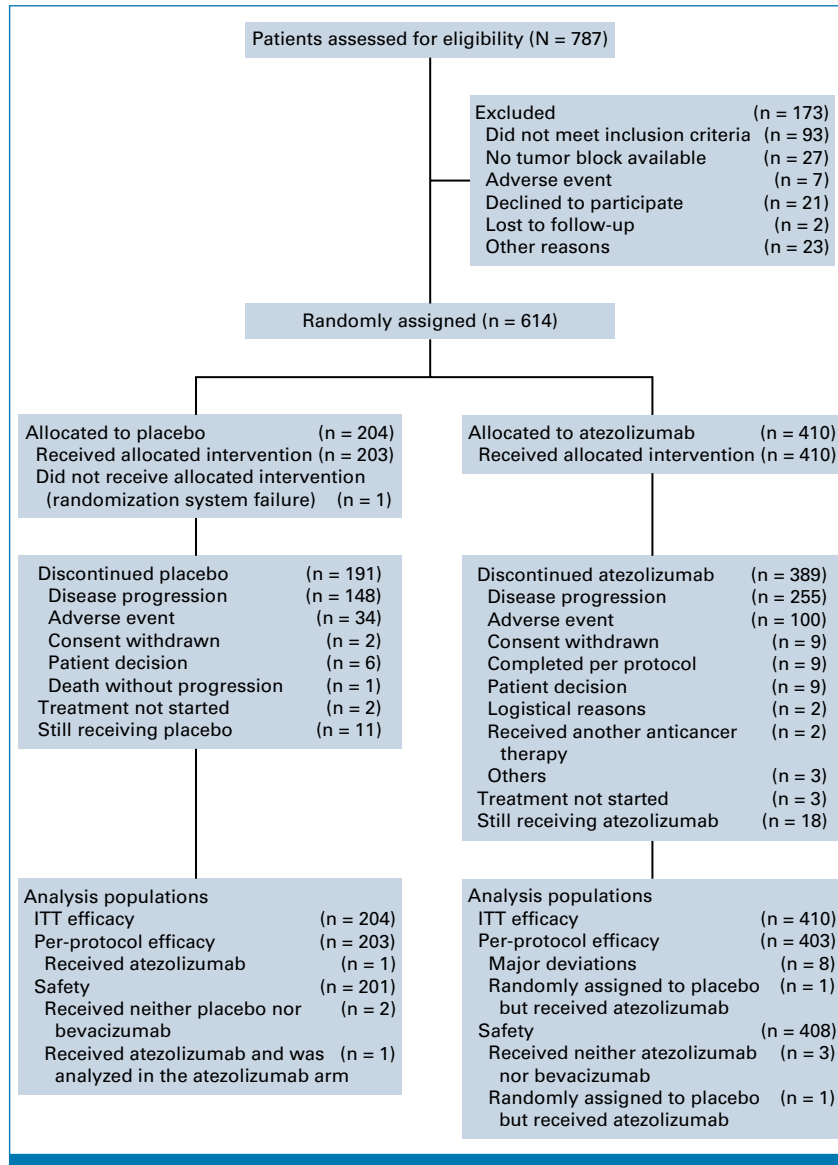 Patients assessed for eligibility (N = 787)
Excluded (n = 173)
Did not meet inclusion criteria (n = 93)
No tumor block available (n = 27)
Adverse event (n = 7)
Declined to participate (n = 21)
Lost to follow-up (n = 2)
Other reasons (n = 23)
Randomly assigned (n = 614)
Allocated to placebo (n = 204)
Received allocated intervention (n = 203)
Did not receive allocated intervention
(randomization system failure) (n = 1)
Allocated to atezolizumab (n = 410)
Received allocated intervention (n = 410)
Discontinued placebo (n = 191)
Disease progression (n = 148)
Adverse event (n = 34)
Consent withdrawn (n = 2)
Patient decision (n = 6)
Death without progression (n = 1)
Treatment not started (n = 2)
Still receiving placebo (n = 11)
Discontinued atezolizumab (n = 389)
Disease progression (n = 255)
Adverse event (n = 100)
Consent withdrawn (n = 9)
Completed per protocol (n = 9)
Patient decision (n = 9)
Logistical reasons (n = 2)
Received another anticancer (n = 2)
therapy
Others (n = 3)
Treatment not started (n = 3)
Still receiving atezolizumab (n = 18)
Analysis populations
ITT efficacy (n = 204)
Per-protocol efficacy (n = 203)
Received atezolizumab (n = 1)
Safety (n = 201)
Received neither placebo nor (n = 2)
bevacizumab
Received atezolizumab and was (n = 1)
analyzed in the atezolizumab arm
Analysis populations
ITT efficacy (n = 410)
Per-protocol efficacy (n = 403)
Major deviations (n = 8)
Randomly assigned to placebo (n = 1)
but received atezolizumab
Safety (n = 408)
Received neither atezolizumab (n = 3)
nor bevacizumab
Randomly assigned to placebo (n = 1)
but received atezolizumab